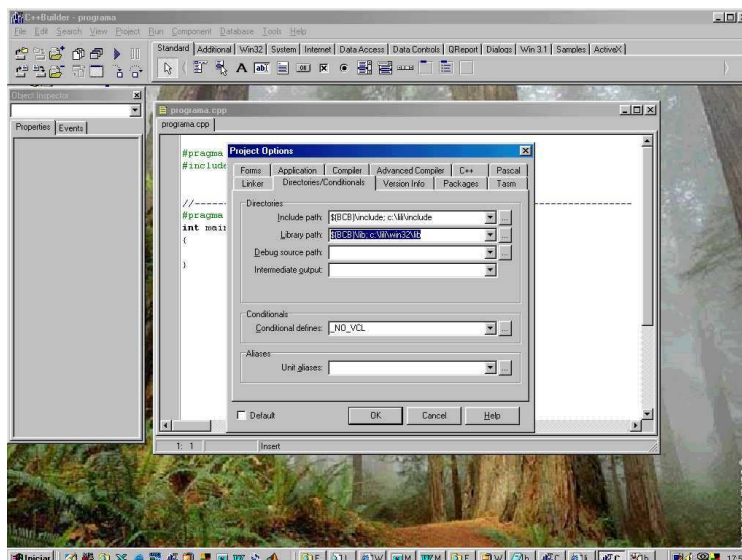 C++Builder - programa
File Edit Search View Project Run Component Database Tools Help
Standard Additional Win32 System Internet Data Access Data Controls QReport Dialogs Win 3.1 Samples ActiveX
Object Inspector
Properties Events
programa.cpp
programa.cpp
#pragma
#include
//-----
#pragma
int main
{
}
Project Options
Forms Application Compiler Advanced Compiler C++ Pascal
Linker Directories/Conditionals Version Info Packages Tasm
Directories
Include path: $(BCB)\include; c:\lili\include
Library path: $(BCB)\lib; c:\lili\win32\lib
Debug source path:
Intermediate output:
Conditionals
Conditional defines: _NO_VCL
Aliases
Unit aliases:
Default OK Cancel Help
1: 1 Insert
Iniciar